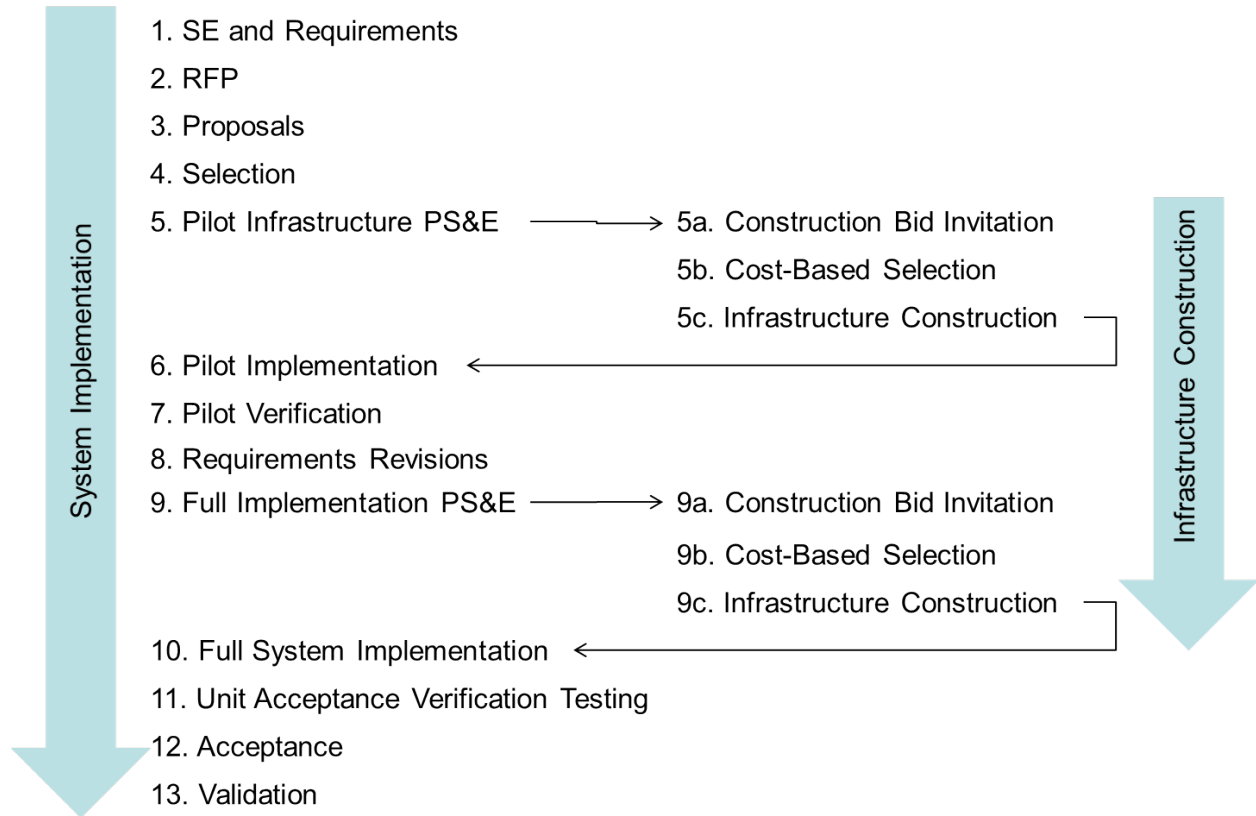 System Implementation
1. SE and Requirements
2. RFP
3. Proposals
4. Selection
5. Pilot Infrastructure PS&E
5a. Construction Bid Invitation
5b. Cost-Based Selection
5c. Infrastructure Construction
6. Pilot Implementation
7. Pilot Verification
8. Requirements Revisions
9. Full Implementation PS&E
9a. Construction Bid Invitation
9b. Cost-Based Selection
9c. Infrastructure Construction
10. Full System Implementation
11. Unit Acceptance Verification Testing
12. Acceptance
13. Validation
Infrastructure Construction